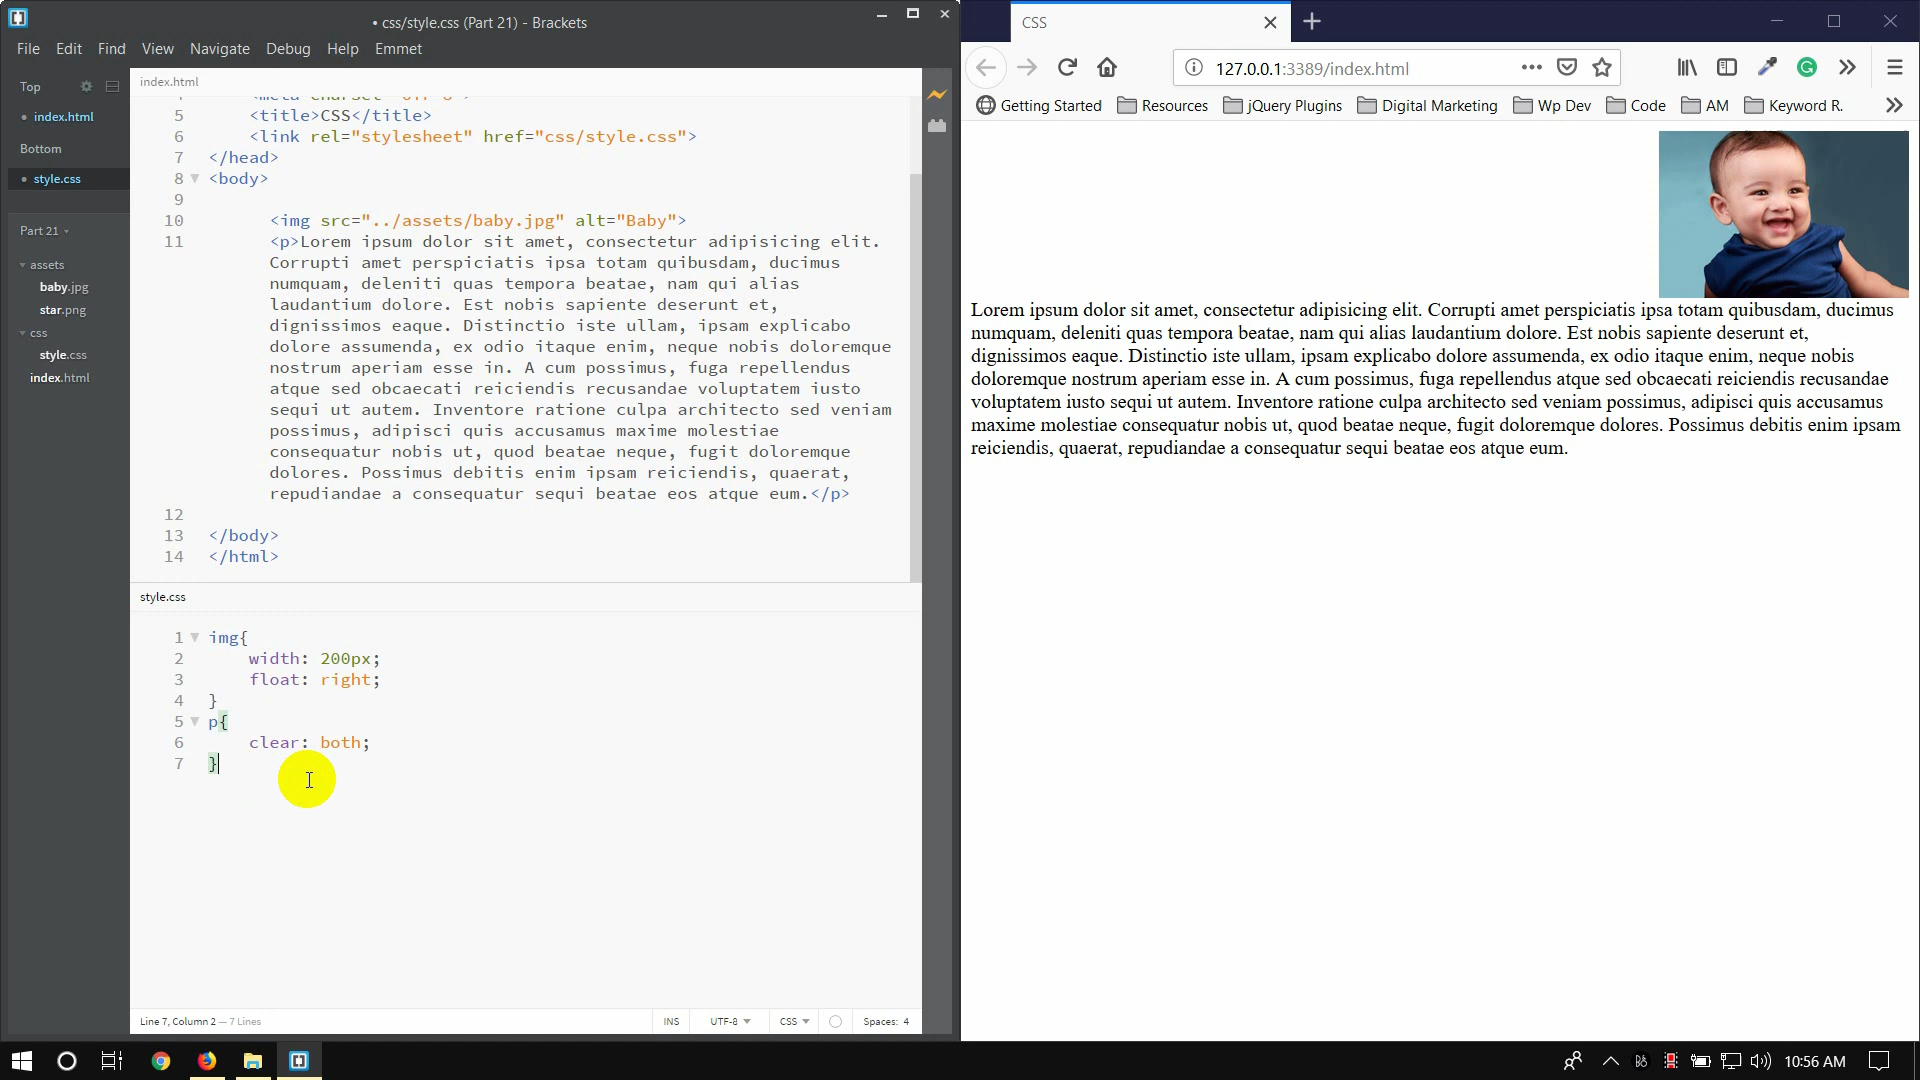 • css/style.css (Part 21) - Brackets
File Edit Find View Navigate Debug Help Emmet
Top
• index.html
Bottom
• style.css
Part 21
assets
baby.jpg
star.png
css
style.css
index.html
index.html
5 <title>CSS</title>
6 <link rel="stylesheet" href="css/style.css">
7 </head>
8 <body>
9
10 <img src="../assets/baby.jpg" alt="Baby">
11 <p>Lorem ipsum dolor sit amet, consectetur adipisicing elit.
Corrupti amet perspiciatis ipsa totam quibusdam, ducimus
numquam, deleniti quas tempora beatae, nam qui alias
laudantium dolore. Est nobis sapiente deserunt et,
dignissimos eaque. Distinctio iste ullam, ipsam explicabo
dolore assumenda, ex odio itaque enim, neque nobis doloremque
nostrum aperiam esse in. A cum possimus, fuga repellendus
atque sed obcaecati reiciendis recusandae voluptatem iusto
sequi ut autem. Inventore ratione culpa architecto sed veniam
possimus, adipisci quis accusamus maxime molestiae
consequatur nobis ut, quod beatae neque, fugit doloremque
dolores. Possimus debitis enim ipsam reiciendis, quaerat,
repudiandae a consequatur sequi beatae eos atque eum.</p>
12
13 </body>
14 </html>
style.css
1 img{
2 width: 200px;
3 float: right;
4 }
5 p{
6 clear: both;
7 }
Line 7, Column 2 — 7 Lines
INS UTF-8 CSS Spaces: 4
CSS
127.0.0.1:3389/index.html
Getting Started Resources jQuery Plugins Digital Marketing Wp Dev Code AM Keyword R.
Lorem ipsum dolor sit amet, consectetur adipisicing elit. Corrupti amet perspiciatis ipsa totam quibusdam, ducimus
numquam, deleniti quas tempora beatae, nam qui alias laudantium dolore. Est nobis sapiente deserunt et,
dignissimos eaque. Distinctio iste ullam, ipsam explicabo dolore assumenda, ex odio itaque enim, neque nobis
doloremque nostrum aperiam esse in. A cum possimus, fuga repellendus atque sed obcaecati reiciendis recusandae
voluptatem iusto sequi ut autem. Inventore ratione culpa architecto sed veniam possimus, adipisci quis accusamus
maxime molestiae consequatur nobis ut, quod beatae neque, fugit doloremque dolores. Possimus debitis enim ipsam
reiciendis, quaerat, repudiandae a consequatur sequi beatae eos atque eum.
10:56 AM